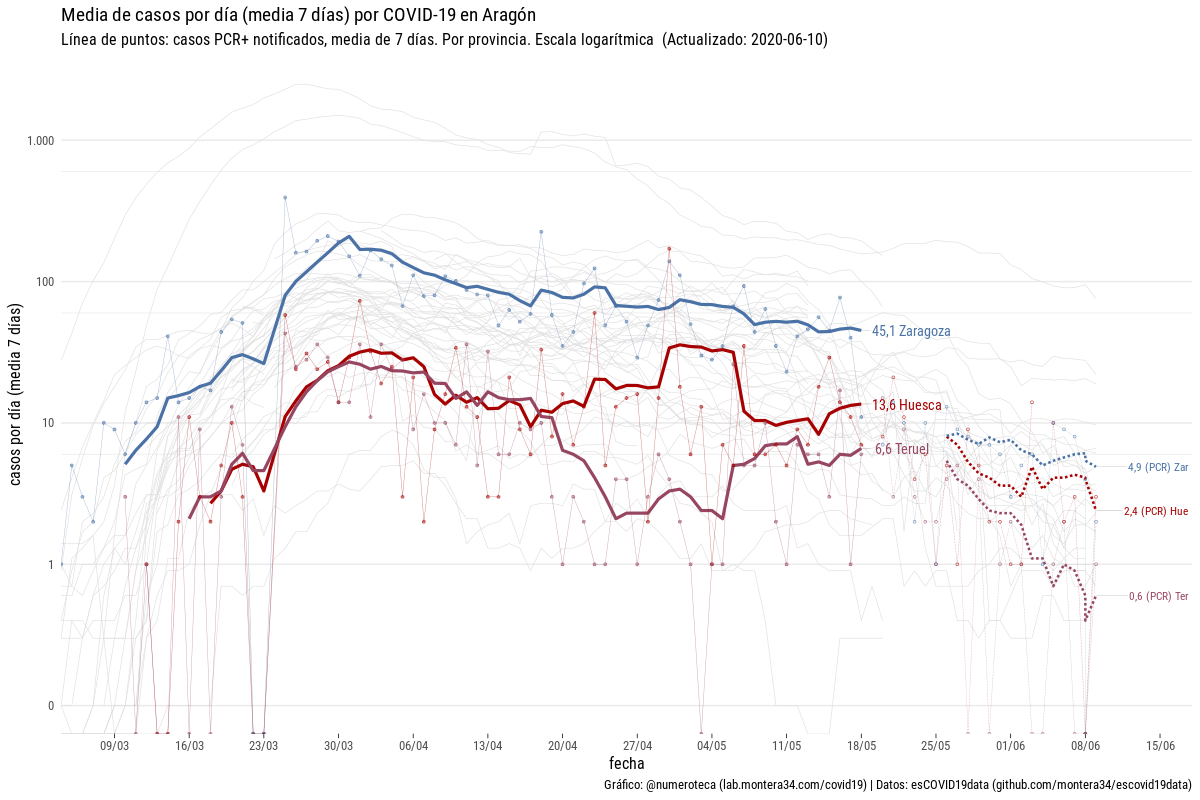 Media de casos por día (media 7 días) por COVID-19 en Aragón
Línea de puntos: casos PCR+ notificados, media de 7 días. Por provincia. Escala logarítmica (Actualizado: 2020-06-10)
casos por día (media 7 días)
1.000
100
10
1
0
45,1 Zaragoza
13,6 Huesca
6,6 Teruel
4,9 (PCR) Zar
2,4 (PCR) Hue
0,6 (PCR) Ter
09/03 16/03 23/03 30/03 06/04 13/04 20/04 27/04 04/05 11/05 18/05 25/05 01/06 08/06 15/06
fecha
Gráfico: @numeroteca (lab.montera34.com/covid19) | Datos: esCOVID19data (github.com/montera34/escovid19data)